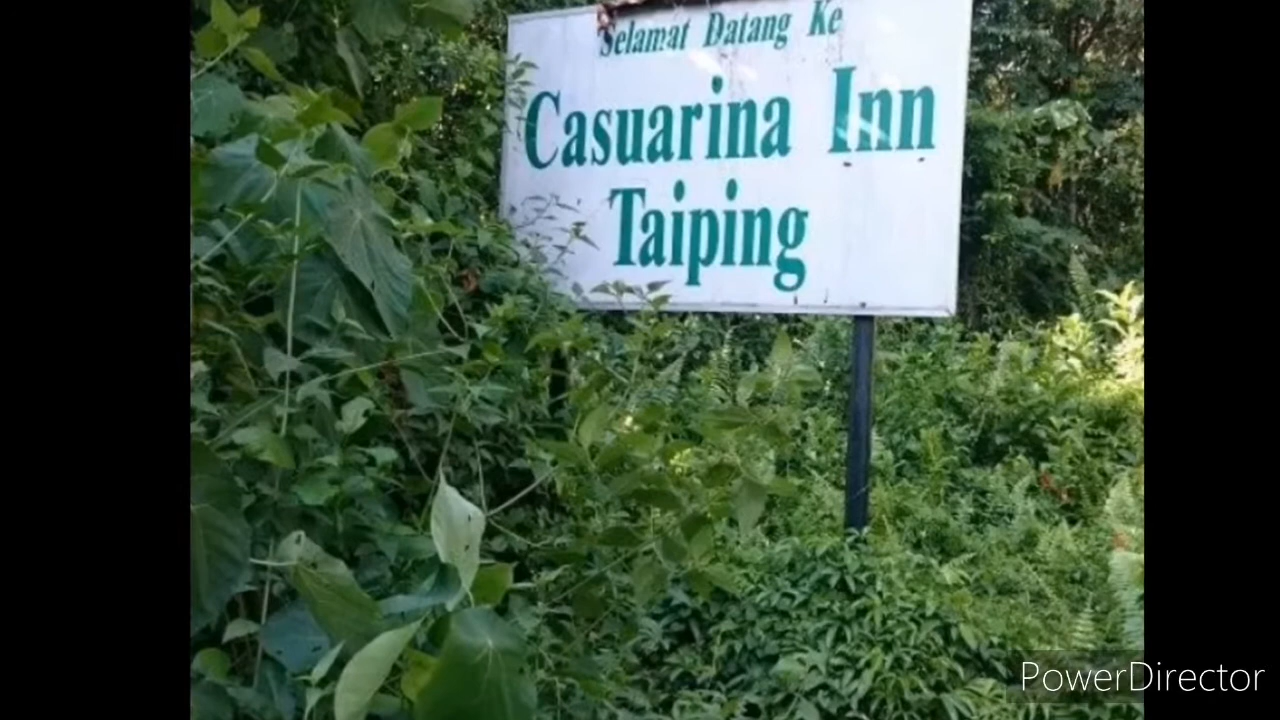 Selamat Datang Ke
Casuarina Inn
Taiping
PowerDirector